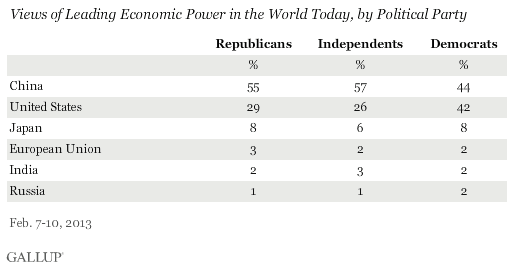 Views of Leading Economic Power in the World Today, by Political Party
Republicans Independents Democrats
% % %
China 55 57 44
United States 29 26 42
Japan 8 6 8
European Union 3 2 2
India 2 3 2
Russia 1 1 2
Feb. 7-10, 2013
GALLUP®